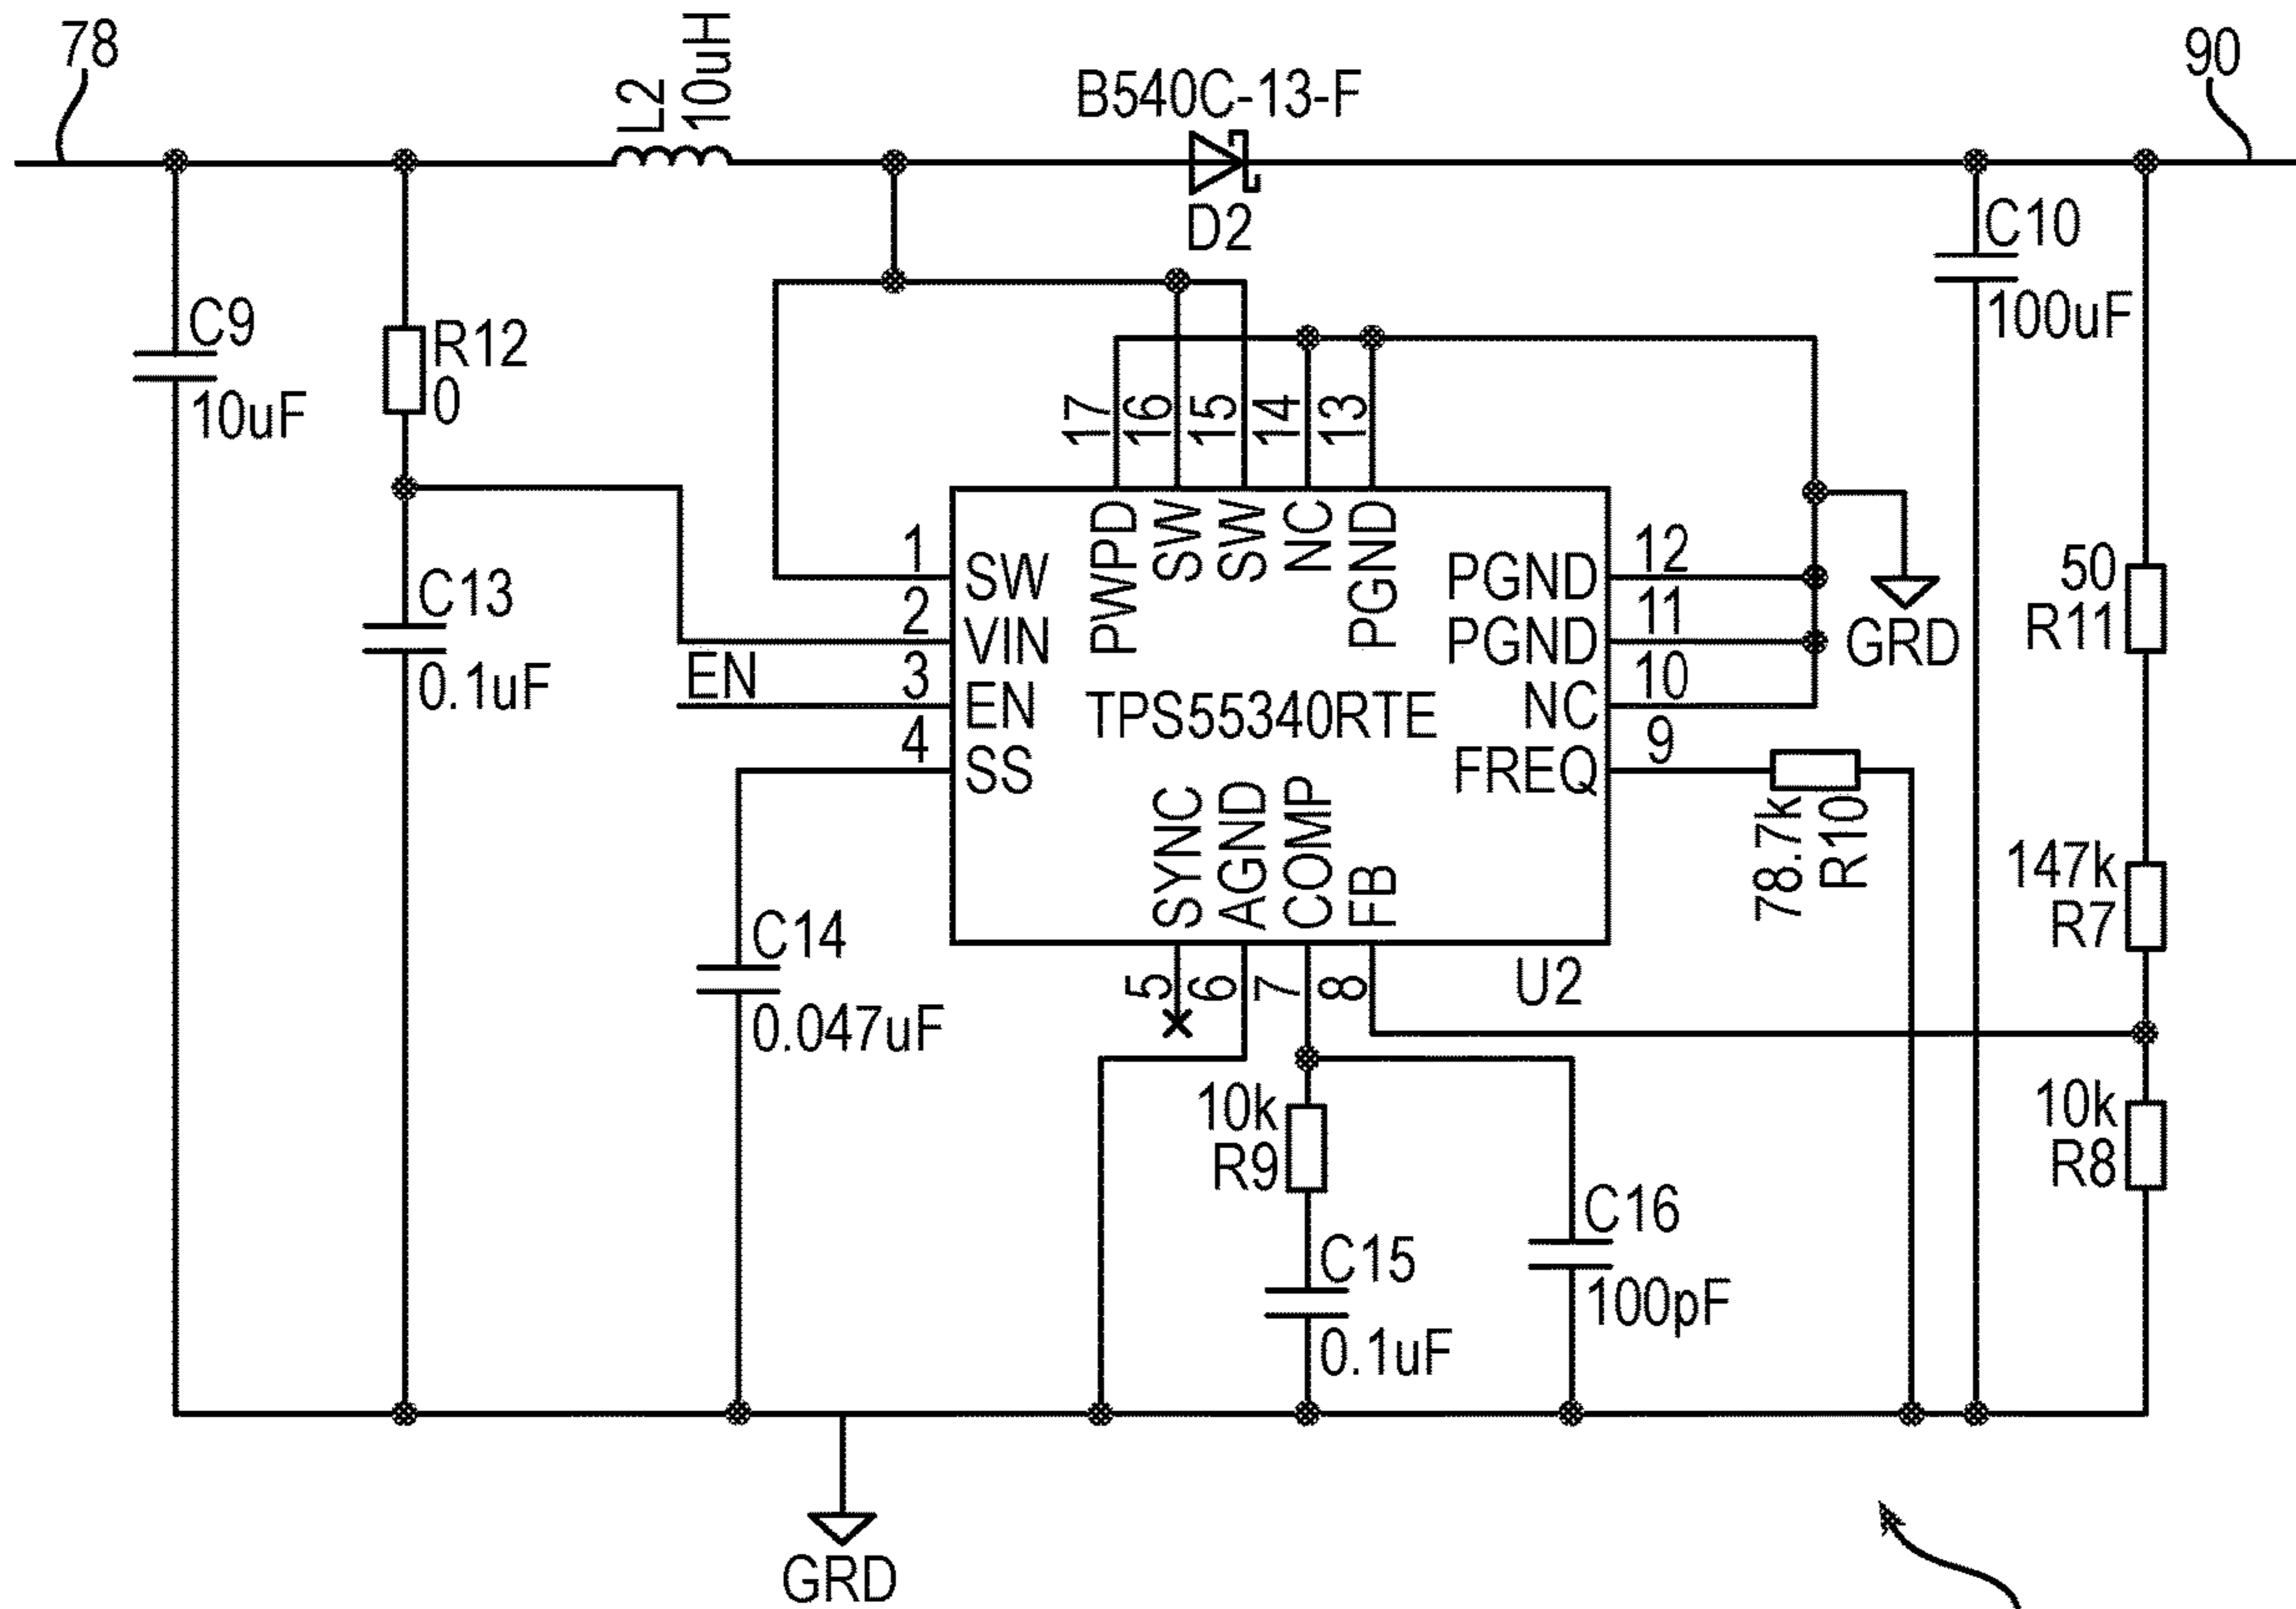 78
L2
10uH
B540C-13-F
D2
90
C9
10uF
R12
0
C10
100uF
17
16
15
14
13
PWPD
SW
SW
NC
PGND
1
SW
2
VIN
EN
3
EN
4
SS
TPS55340RTE
PGND
12
PGND
11
NC
10
FREQ
9
GRD
50
R11
C13
0.1uF
78.7k
R10
147k
R7
SYNC
AGND
COMP
FB
5
6
7
8
U2
C14
0.047uF
10k
R9
10k
R8
C15
0.1uF
C16
100pF
GRD